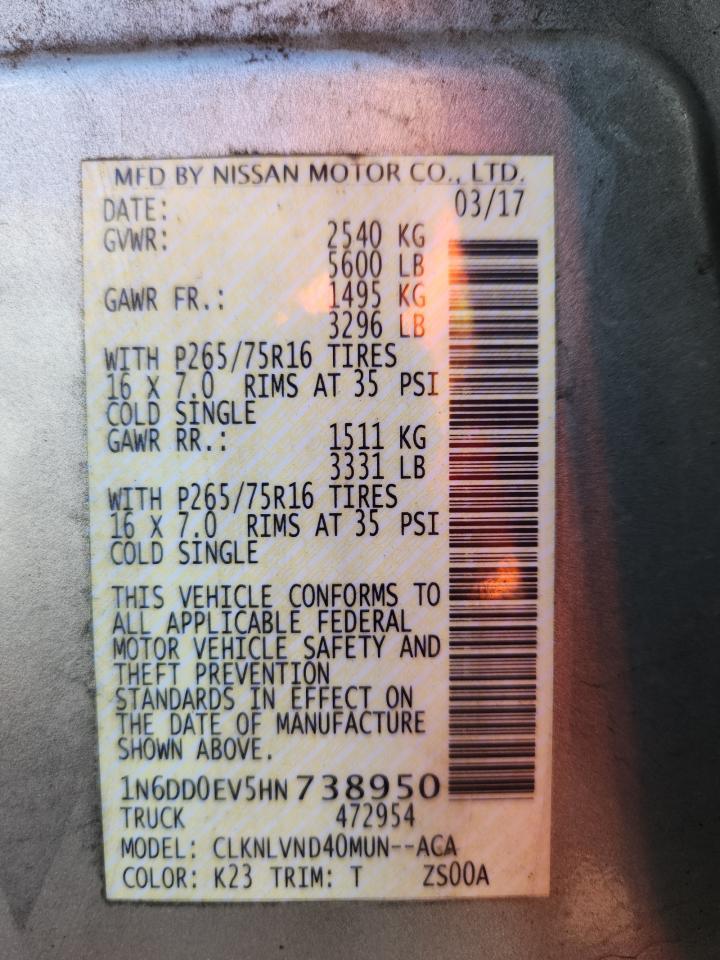 MFD BY NISSAN MOTOR CO., LTD.
DATE: 03/17
GVWR: 2540 KG
5600 LB
GAWR FR.: 1495 KG
3296 LB
WITH P265/75R16 TIRES
16 X 7.0 RIMS AT 35 PSI
COLD SINGLE
GAWR RR.: 1511 KG
3331 LB
WITH P265/75R16 TIRES
16 X 7.0 RIMS AT 35 PSI
COLD SINGLE
THIS VEHICLE CONFORMS TO
ALL APPLICABLE FEDERAL
MOTOR VEHICLE SAFETY AND
THEFT PREVENTION
STANDARDS IN EFFECT ON
THE DATE OF MANUFACTURE
SHOWN ABOVE.
1N6DD0EV5HN738950
TRUCK 472954
MODEL: CLKNLVND40MUN--ACA
COLOR: K23 TRIM: T ZS00A